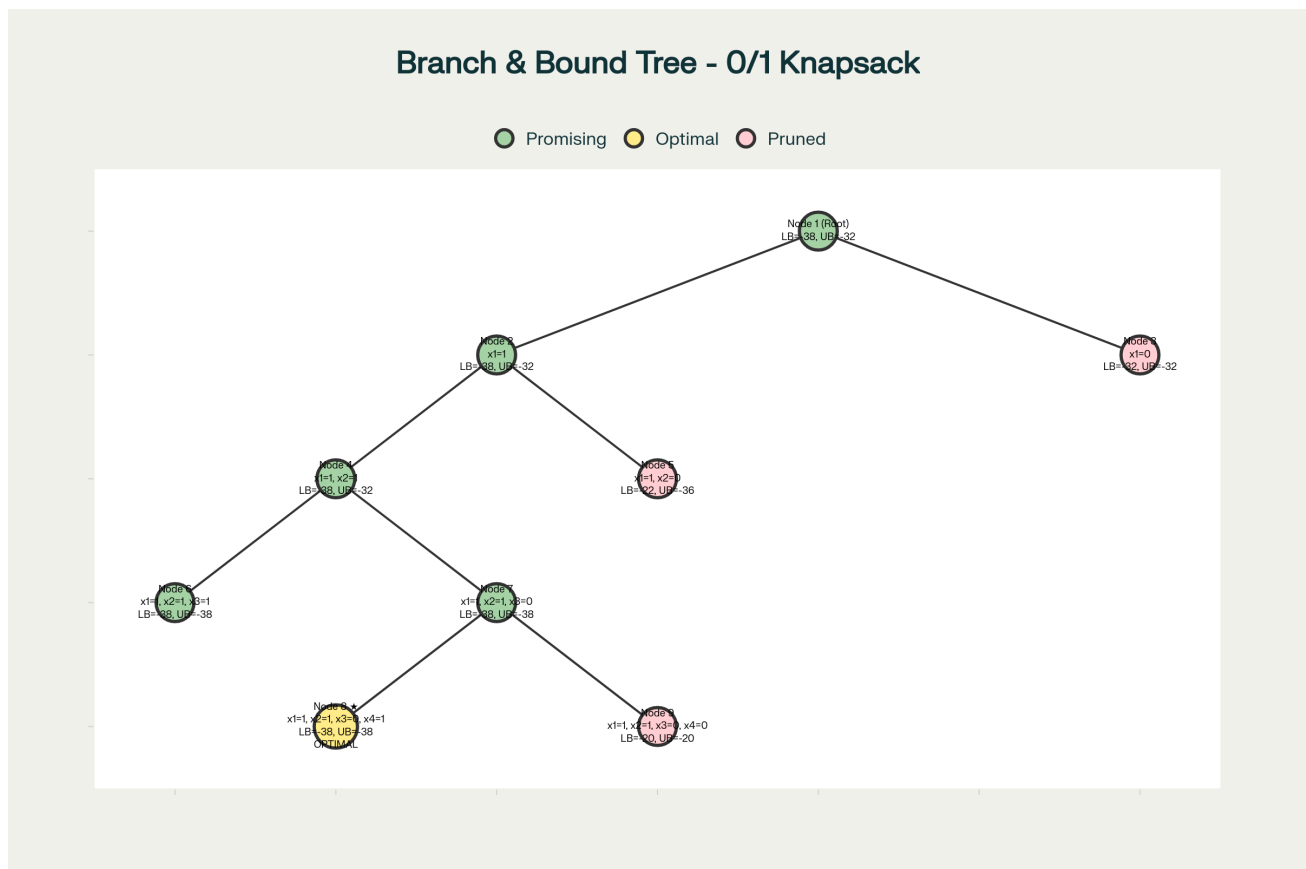 Branch & Bound Tree - 0/1 Knapsack
Promising
Optimal
Pruned
Node 1 (Root)
LB=-38, UB=-32
Node 2
x1=1
LB=-38, UB=-32
Node 3
x1=0
LB=-32, UB=-32
Node 4
x1=1, x2=1
LB=-38, UB=-32
Node 5
x1=1, x2=0
LB=-22, UB=-36
Node 6
x1=1, x2=1, x3=1
LB=-38, UB=-38
Node 7
x1=1, x2=1, x3=0
LB=-38, UB=-38
Node 8 ★
x1=1, x2=1, x3=0, x4=1
LB=-38, UB=-38
OPTIMAL
Node 9
x1=1, x2=1, x3=0, x4=0
LB=-20, UB=-20